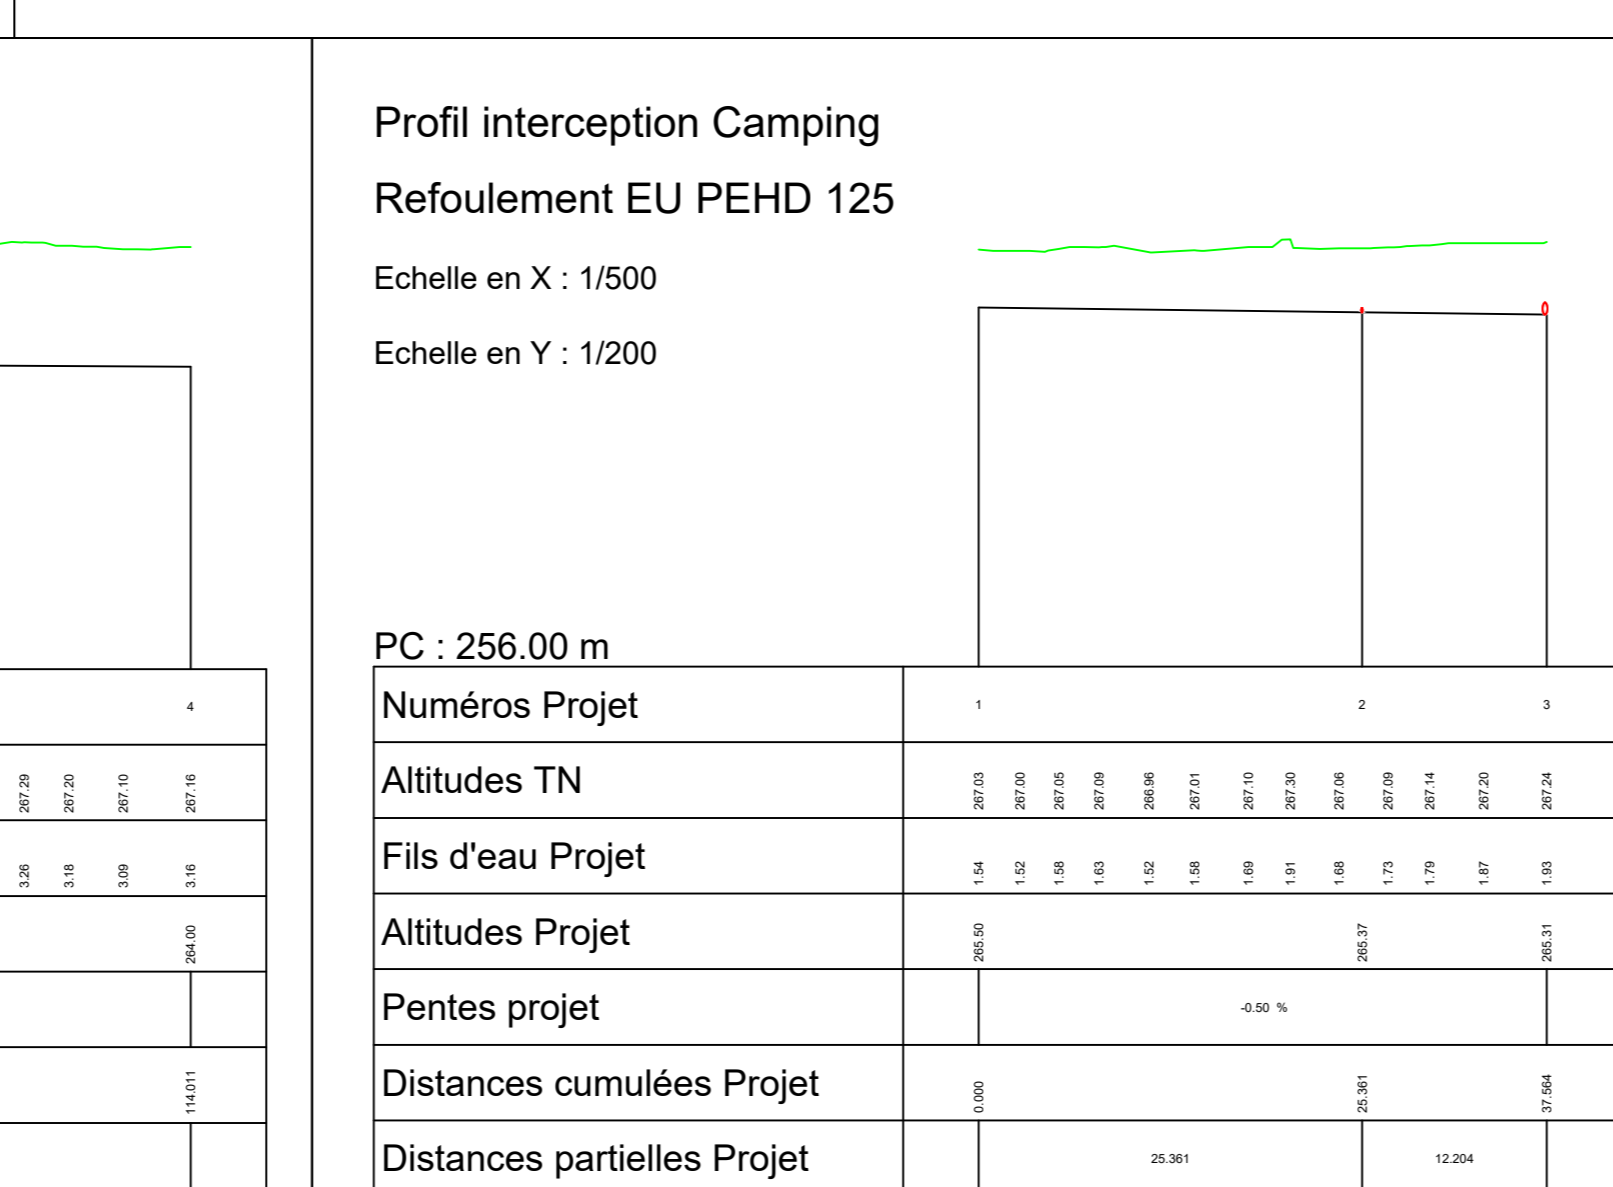 Profil interception Camping
Refoulement EU PEHD 125
Echelle en X : 1/500
Echelle en Y : 1/200
PC : 256.00 m
4
267.29 267.20 267.10 267.16
3.26 3.18 3.09 3.16
264.00
114.011
Numéros Projet 1 2 3
Altitudes TN 267.03 267.00 267.05 267.09 266.96 267.01 267.10 267.30 267.06 267.09 267.14 267.20 267.24
Fils d'eau Projet 1.54 1.52 1.58 1.63 1.52 1.58 1.69 1.91 1.68 1.73 1.79 1.87 1.93
Altitudes Projet 265.50 265.37 265.31
Pentes projet -0.50 %
Distances cumulées Projet 0.000 25.361 37.564
Distances partielles Projet 25.361 12.204